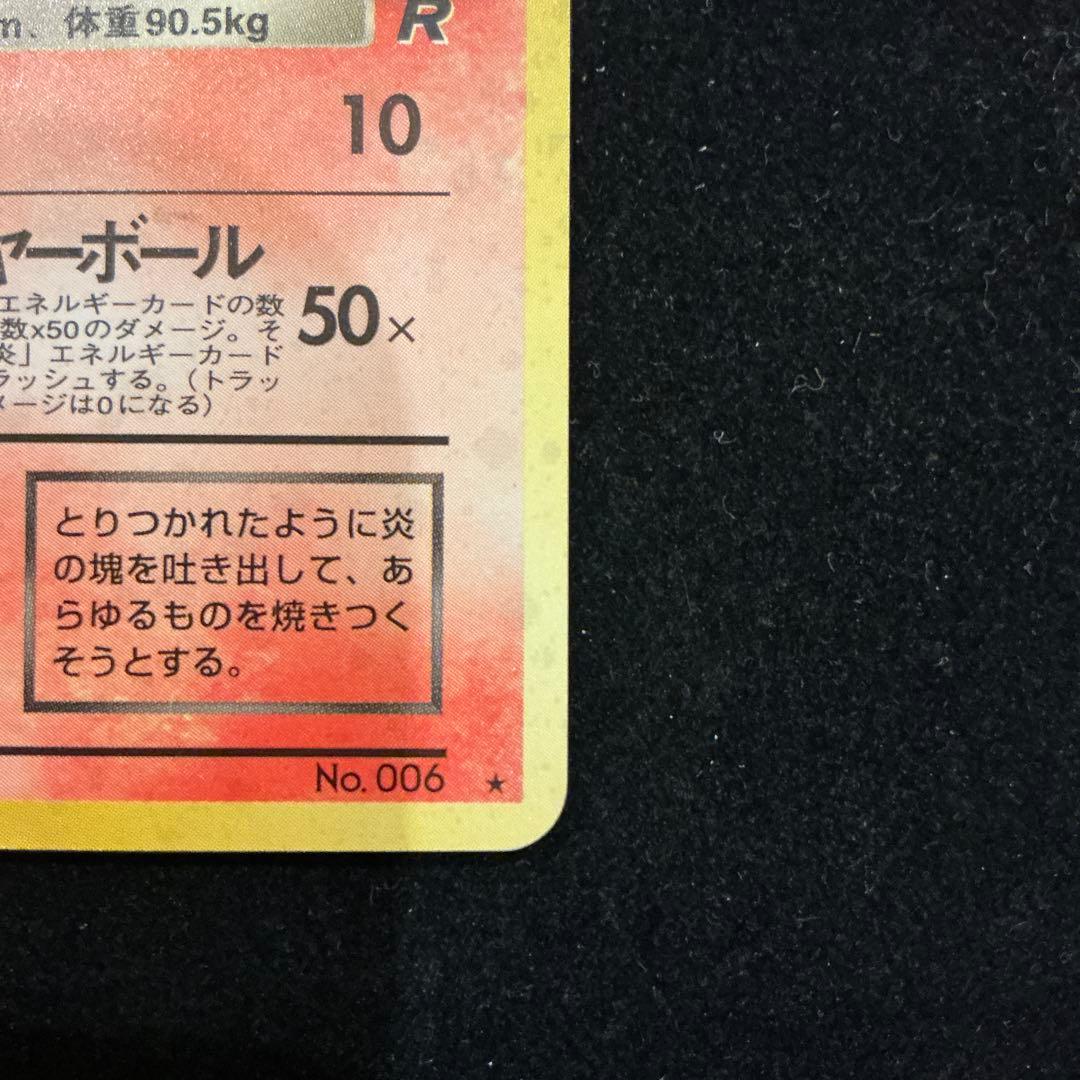 m、体重90.5kg
R
10
ヤーボール
エネルギーカードの数
数x50のダメージ。そ
炎」エネルギーカード
ラッシュする。（トラッ
メージは0になる）
50×
とりつかれたように炎
の塊を吐き出して、あ
らゆるものを焼きつく
そうとする。
No. 006 ★